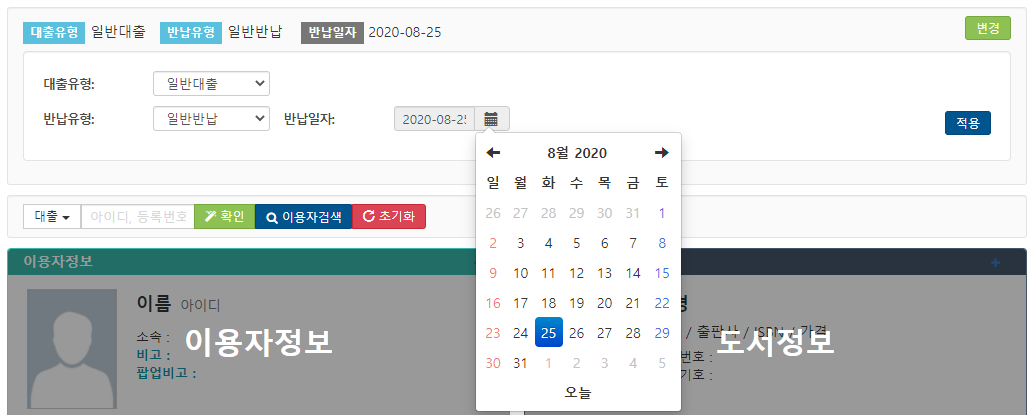 대출유형 일반대출 반납유형 일반반납 반납일자 2020-08-25 변경
대출유형: 일반대출
반납유형: 일반반납 반납일자: 2020-08-25 적용
8월 2020
일 월 화 수 목 금 토
26 27 28 29 30 31 1
2 3 4 5 6 7 8
9 10 11 12 13 14 15
16 17 18 19 20 21 22
23 24 25 26 27 28 29
30 31 1 2 3 4 5
오늘
대출 아이디, 등록번호 확인 이용자검색 초기화
이용자정보
이름 아이디
소속 :
비고 :
팝업비고 :
이용자정보
/ 출판사 / ISBN / 가격
번호 :
기호 :
도서정보